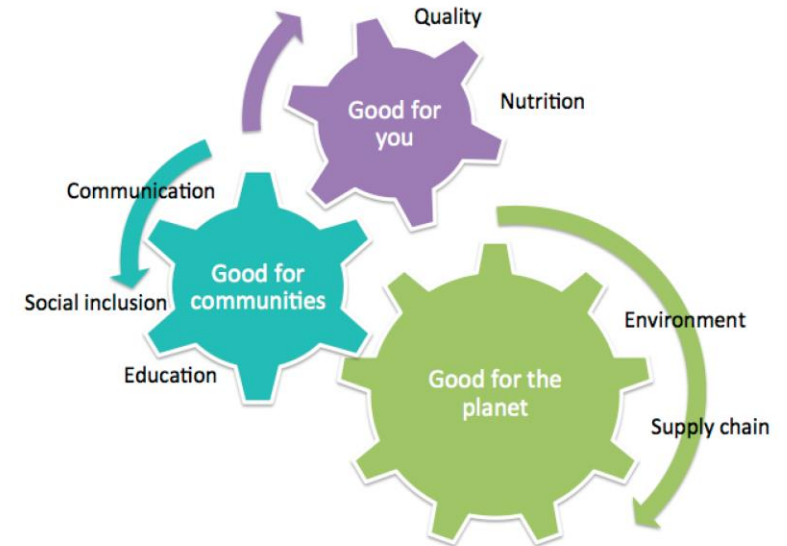 Quality
Nutrition
Good for
you
Communication
Social inclusion
Education
Good for
communities
Environment
Supply chain
Good for the
planet